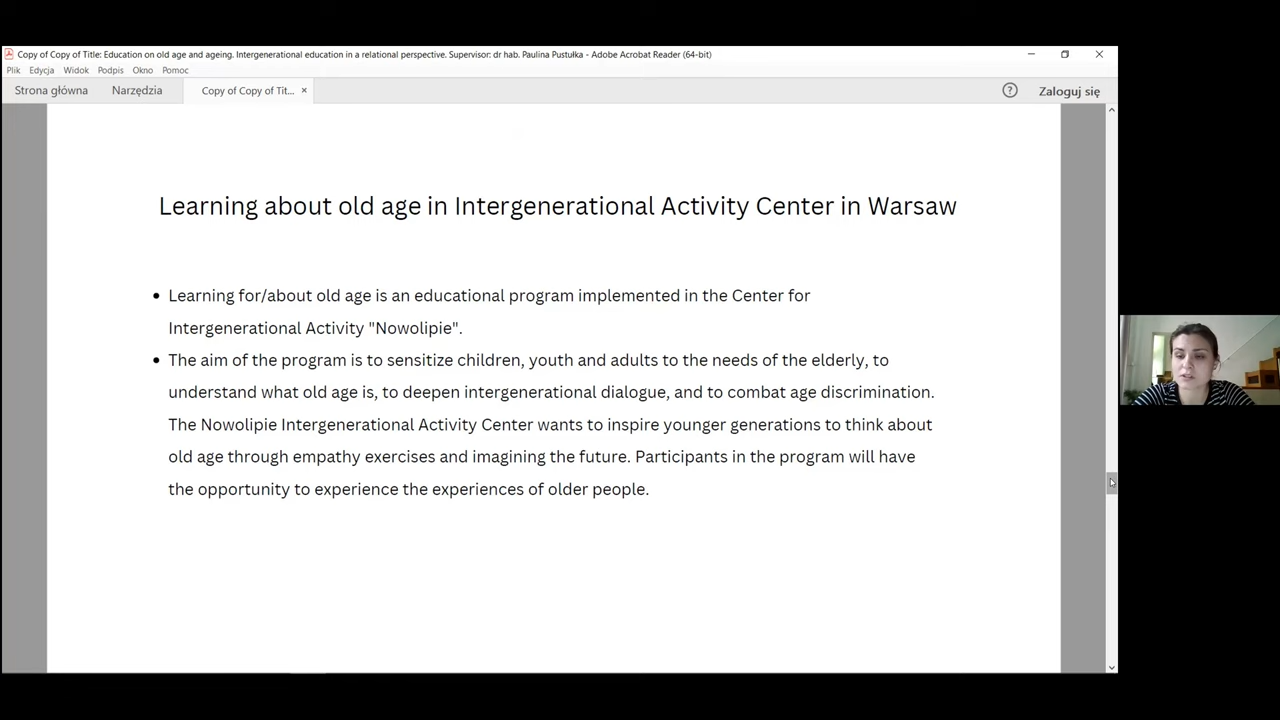 Copy of Copy of Title: Education on old age and ageing. Intergenerational education in a relational perspective. Supervisor: dr hab. Paulina Pustułka - Adobe Acrobat Reader (64-bit)
Plik Edycja Widok Podpis Okno Pomoc
Strona główna Narzędzia Copy of Copy of Tit... × ? Zaloguj się
Learning about old age in Intergenerational Activity Center in Warsaw
• Learning for/about old age is an educational program implemented in the Center for
Intergenerational Activity "Nowolipie".
• The aim of the program is to sensitize children, youth and adults to the needs of the elderly, to
understand what old age is, to deepen intergenerational dialogue, and to combat age discrimination.
The Nowolipie Intergenerational Activity Center wants to inspire younger generations to think about
old age through empathy exercises and imagining the future. Participants in the program will have
the opportunity to experience the experiences of older people.